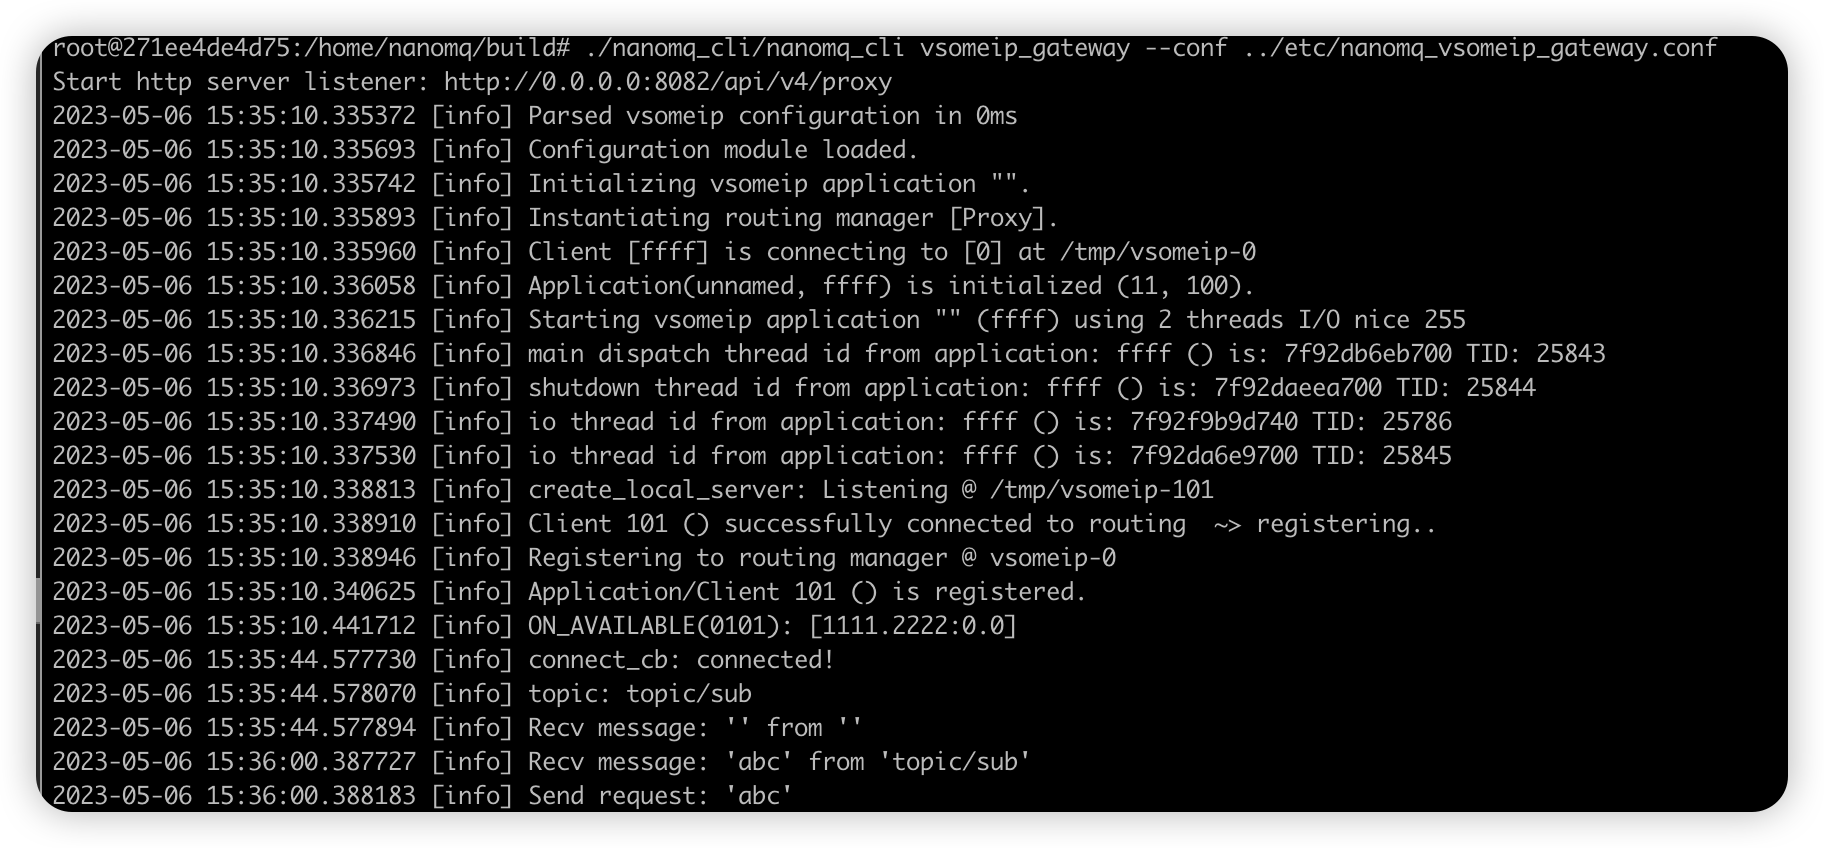 root@271ee4de4d75:/home/nanomq/build# ./nanomq_cli/nanomq_cli vsomeip_gateway --conf ../etc/nanomq_vsomeip_gateway.conf
Start http server listener: http://0.0.0.0:8082/api/v4/proxy
2023-05-06 15:35:10.335372 [info] Parsed vsomeip configuration in 0ms
2023-05-06 15:35:10.335693 [info] Configuration module loaded.
2023-05-06 15:35:10.335742 [info] Initializing vsomeip application "".
2023-05-06 15:35:10.335893 [info] Instantiating routing manager [Proxy].
2023-05-06 15:35:10.335960 [info] Client [ffff] is connecting to [0] at /tmp/vsomeip-0
2023-05-06 15:35:10.336058 [info] Application(unnamed, ffff) is initialized (11, 100).
2023-05-06 15:35:10.336215 [info] Starting vsomeip application "" (ffff) using 2 threads I/O nice 255
2023-05-06 15:35:10.336846 [info] main dispatch thread id from application: ffff () is: 7f92db6eb700 TID: 25843
2023-05-06 15:35:10.336973 [info] shutdown thread id from application: ffff () is: 7f92daeea700 TID: 25844
2023-05-06 15:35:10.337490 [info] io thread id from application: ffff () is: 7f92f9b9d740 TID: 25786
2023-05-06 15:35:10.337530 [info] io thread id from application: ffff () is: 7f92da6e9700 TID: 25845
2023-05-06 15:35:10.338813 [info] create_local_server: Listening @ /tmp/vsomeip-101
2023-05-06 15:35:10.338910 [info] Client 101 () successfully connected to routing  ~> registering..
2023-05-06 15:35:10.338946 [info] Registering to routing manager @ vsomeip-0
2023-05-06 15:35:10.340625 [info] Application/Client 101 () is registered.
2023-05-06 15:35:10.441712 [info] ON_AVAILABLE(0101): [1111.2222:0.0]
2023-05-06 15:35:44.577730 [info] connect_cb: connected!
2023-05-06 15:35:44.578070 [info] topic: topic/sub
2023-05-06 15:35:44.577894 [info] Recv message: '' from ''
2023-05-06 15:36:00.387727 [info] Recv message: 'abc' from 'topic/sub'
2023-05-06 15:36:00.388183 [info] Send request: 'abc'